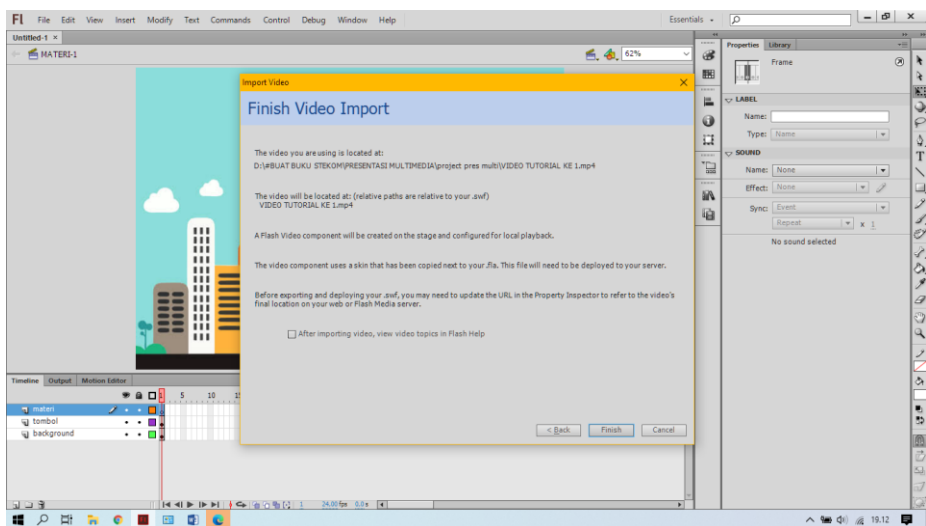 Fl File Edit View Insert Modify Text Commands Control Debug Window Help Essentials
Untitled-1 ×
MATERI-1 62%
Properties Library
Frame
LABEL
Name:
Type: Name
SOUND
Name: None
Effect: None
Sync: Event
Repeat x 1
No sound selected
Import Video
Finish Video Import
The video you are using is located at:
D:\#BUAT BUKU STEKOM\PRESENTASI MULTIMEDIA\project pres multi\VIDEO TUTORIAL KE 1.mp4
The video will be located at: (relative paths are relative to your .swf)
VIDEO TUTORIAL KE 1.mp4
A Flash Video component will be created on the stage and configured for local playback.
The video component uses a skin that has been copied next to your .fla. This file will need to be deployed to your server.
Before exporting and deploying your .swf, you may need to update the URL in the Property Inspector to refer to the video's
final location on your web or Flash Media server.
After importing video, view video topics in Flash Help
< Back Finish Cancel
Timeline Output Motion Editor
1 5 10 15
materi
tombol
background
1 24.00 fps 0.0 s
19.12